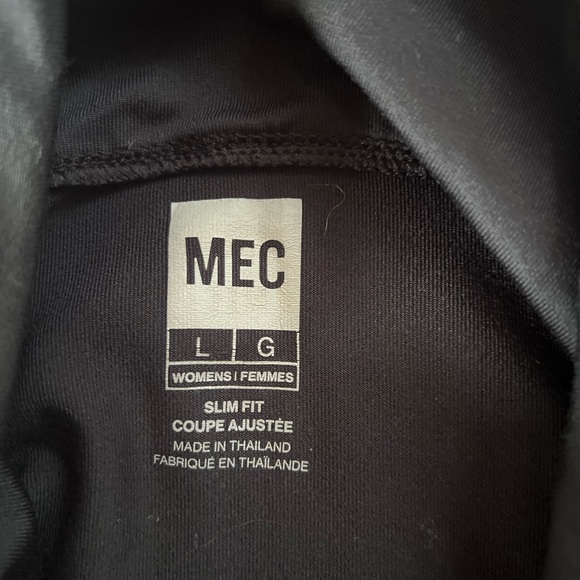 MEC
L G
WOMENS | FEMMES
SLIM FIT
COUPE AJUSTÉE
MADE IN THAILAND
FABRIQUÉ EN THAÏLANDE